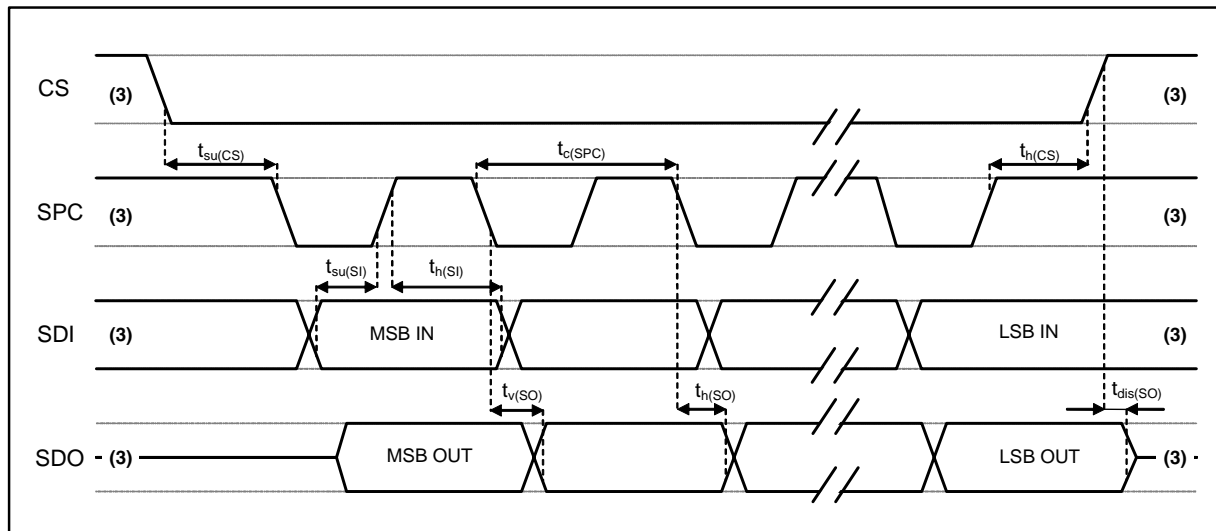 CS (3) (3)
tsu(CS) tc(SPC) th(CS)
SPC (3) (3)
tsu(SI) th(SI)
SDI (3) MSB IN LSB IN (3)
tv(SO) th(SO) tdis(SO)
SDO (3) MSB OUT LSB OUT (3)